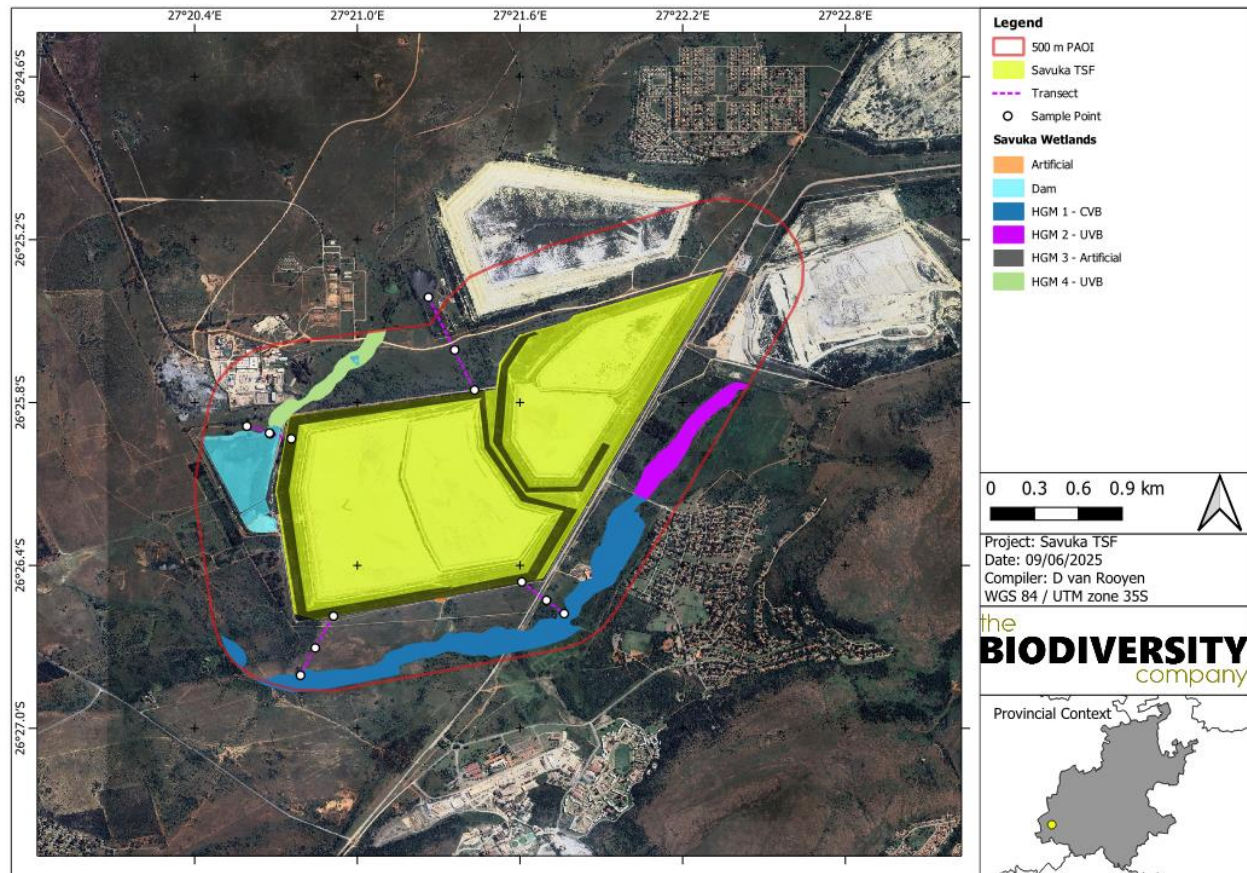 27°20.4'E 27°21.0'E 27°21.6'E 27°22.2'E 27°22.8'E
26°24.6'S
26°25.2'S
26°25.8'S
26°26.4'S
26°27.0'S
Legend
500 m PAOI
Savuka TSF
Transect
Sample Point
Savuka Wetlands
Artificial
Dam
HGM 1 - CVB
HGM 2 - UVB
HGM 3 - Artificial
HGM 4 - UVB
0 0.3 0.6 0.9 km
Project: Savuka TSF
Date: 09/06/2025
Compiler: D van Rooyen
WGS 84 / UTM zone 35S
the
BIODIVERSITY
company
Provincial Context